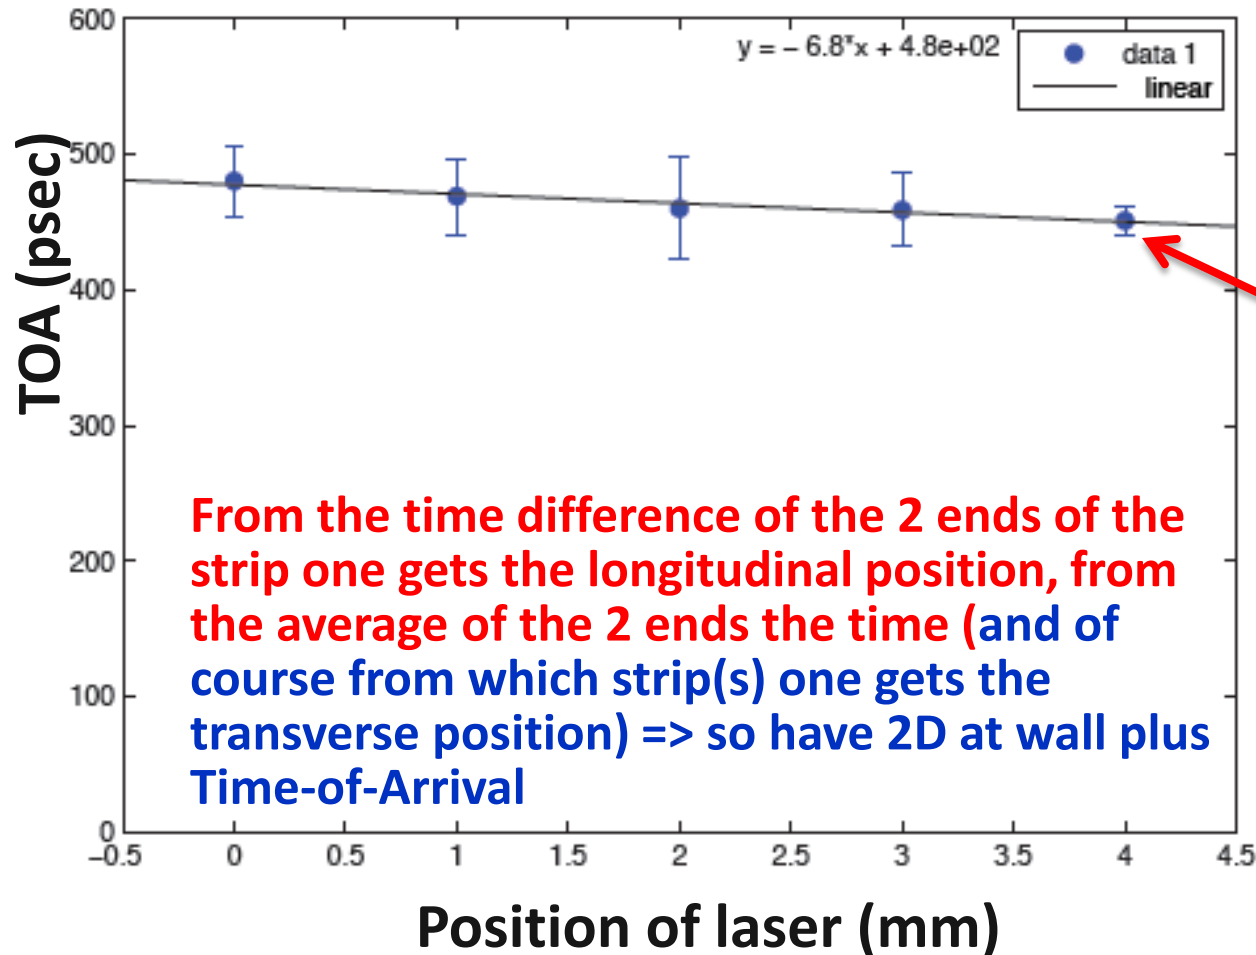 600
y = − 6.8*x + 4.8e+02
data 1
linear
500
400
300
200
100
0
TOA (psec)
From the time difference of the 2 ends of the
strip one gets the longitudinal position, from
the average of the 2 ends the time (and of
course from which strip(s) one gets the
transverse position) => so have 2D at wall plus
Time-of-Arrival
−0.5 0 0.5 1 1.5 2 2.5 3 3.5 4 4.5
Position of laser (mm)